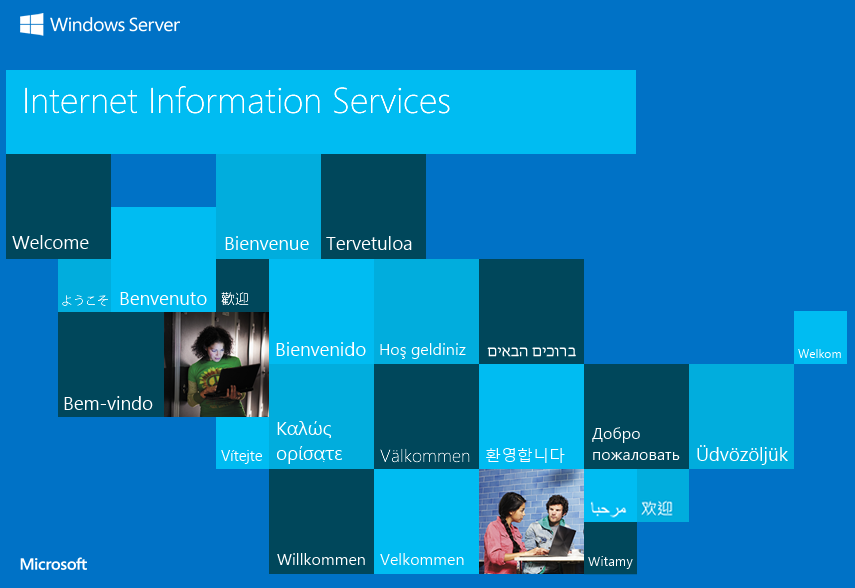 Windows Server
Internet Information Services
Welcome
Bienvenue
Tervetuloa
ようこそ
Benvenuto
歡迎
Bienvenido
Hoş geldiniz
ברוכים הבאים
Welkom
Bem-vindo
Vítejte
Καλώς
ορίσατε
Välkommen
환영합니다
Добро
пожаловать
Üdvözöljük
مرحبا
欢迎
Willkommen
Velkommen
Witamy
Microsoft